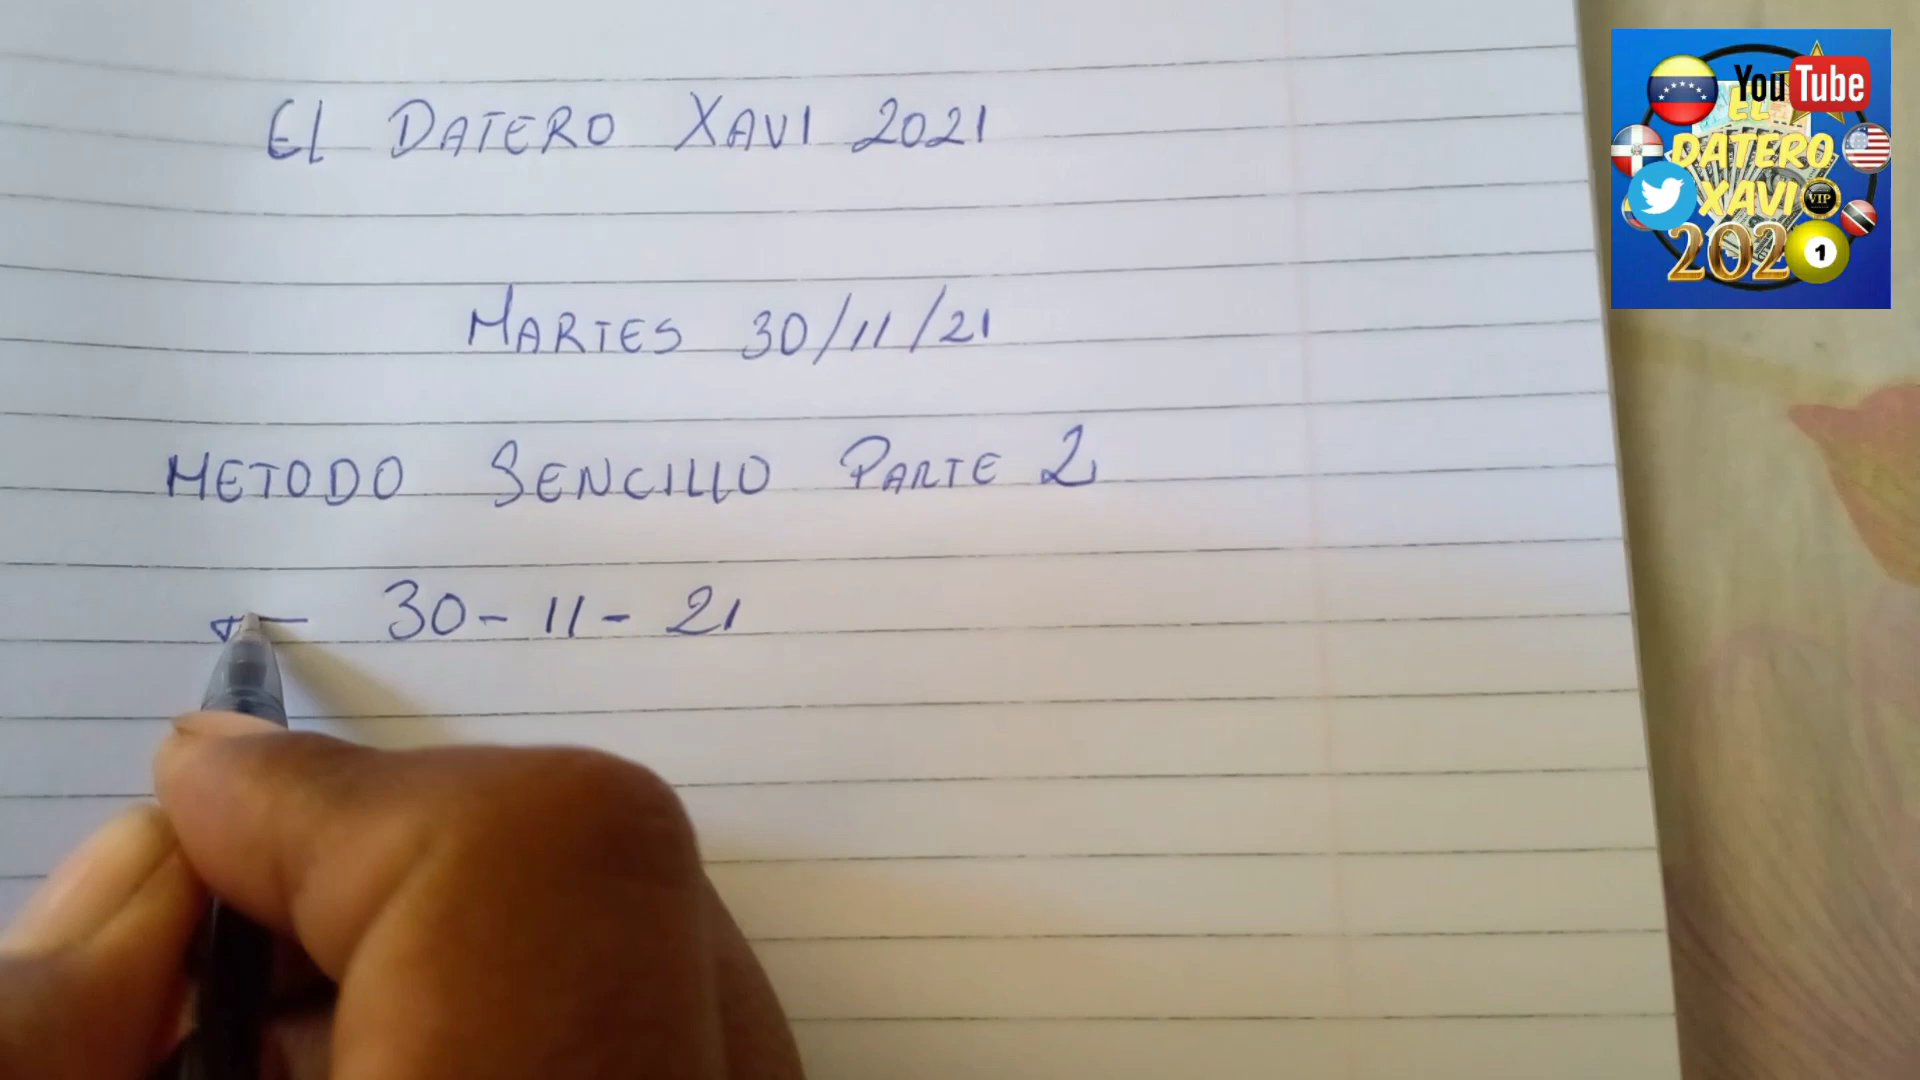 El DATERO XAVI 2021
MARTES 30/11/21
METODO SENCILLO PARTE 2
30 - 11 - 21
YouTube
EL
DATERO
XAVI
VIP
2021